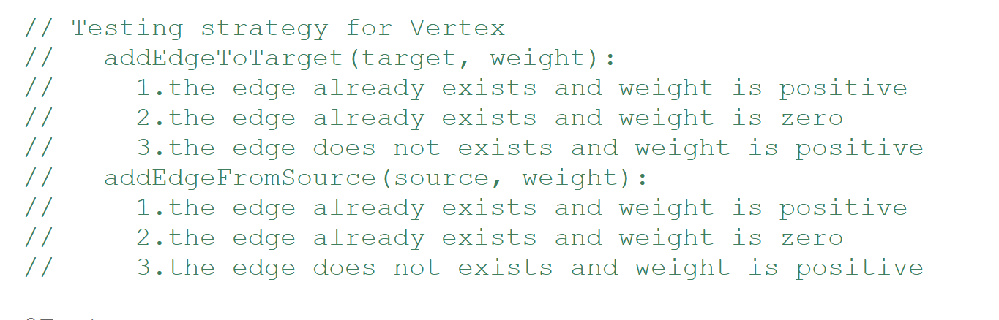 // Testing strategy for Vertex
//   addEdgeToTarget(target, weight):
//     1.the edge already exists and weight is positive
//     2.the edge already exists and weight is zero
//     3.the edge does not exists and weight is positive
//   addEdgeFromSource(source, weight):
//     1.the edge already exists and weight is positive
//     2.the edge already exists and weight is zero
//     3.the edge does not exists and weight is positive